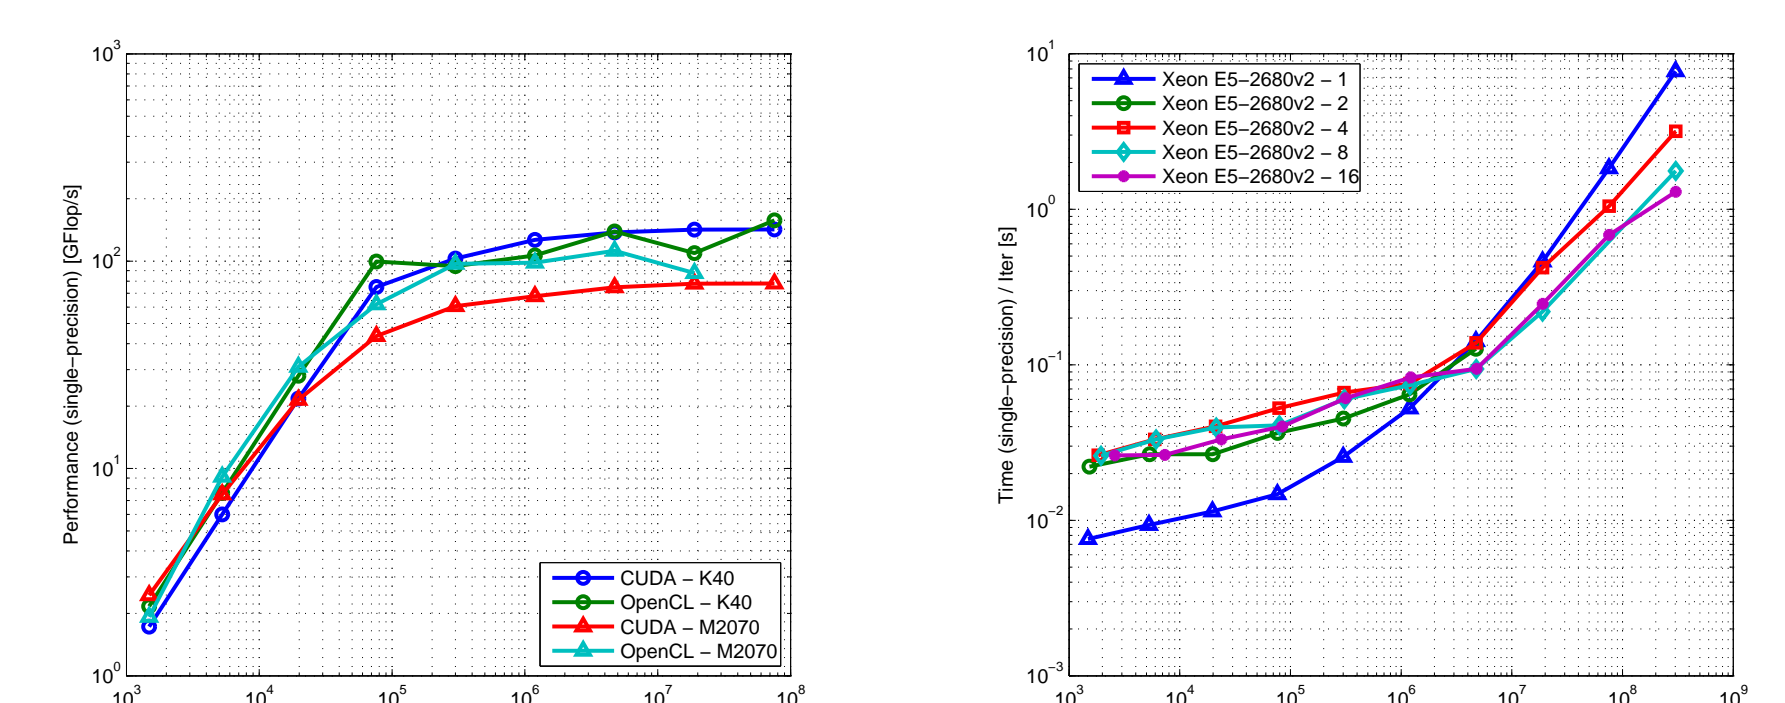 10^3
10^2
10^1
10^0
Performance (single−precision) [GFlop/s]
CUDA − K40
OpenCL − K40
CUDA − M2070
OpenCL − M2070
10^3 10^4 10^5 10^6 10^7 10^8
10^1
10^0
10^−1
10^−2
10^−3
Time (single−precision) / Iter [s]
Xeon E5−2680v2 − 1
Xeon E5−2680v2 − 2
Xeon E5−2680v2 − 4
Xeon E5−2680v2 − 8
Xeon E5−2680v2 − 16
10^3 10^4 10^5 10^6 10^7 10^8 10^9